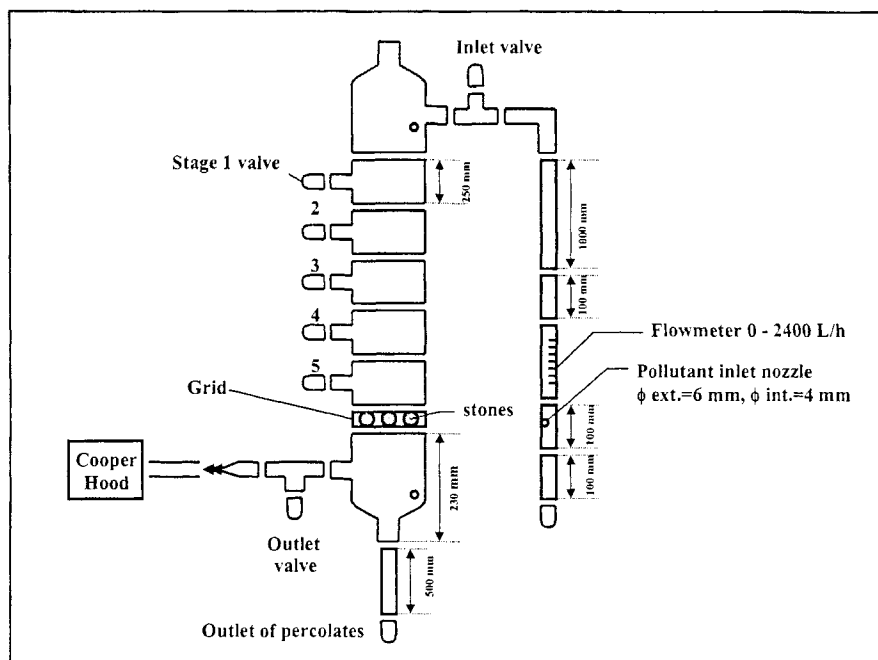 Inlet valve
Stage 1 valve
250 mm
1000 mm
2
3
100 mm
4
Flowmeter 0 - 2400 L/h
5
Pollutant inlet nozzle
ϕ ext.=6 mm, ϕ int.=4 mm
Grid
stones
100 mm
Cooper
Hood
230 mm
100 mm
Outlet
valve
500 mm
Outlet of percolates